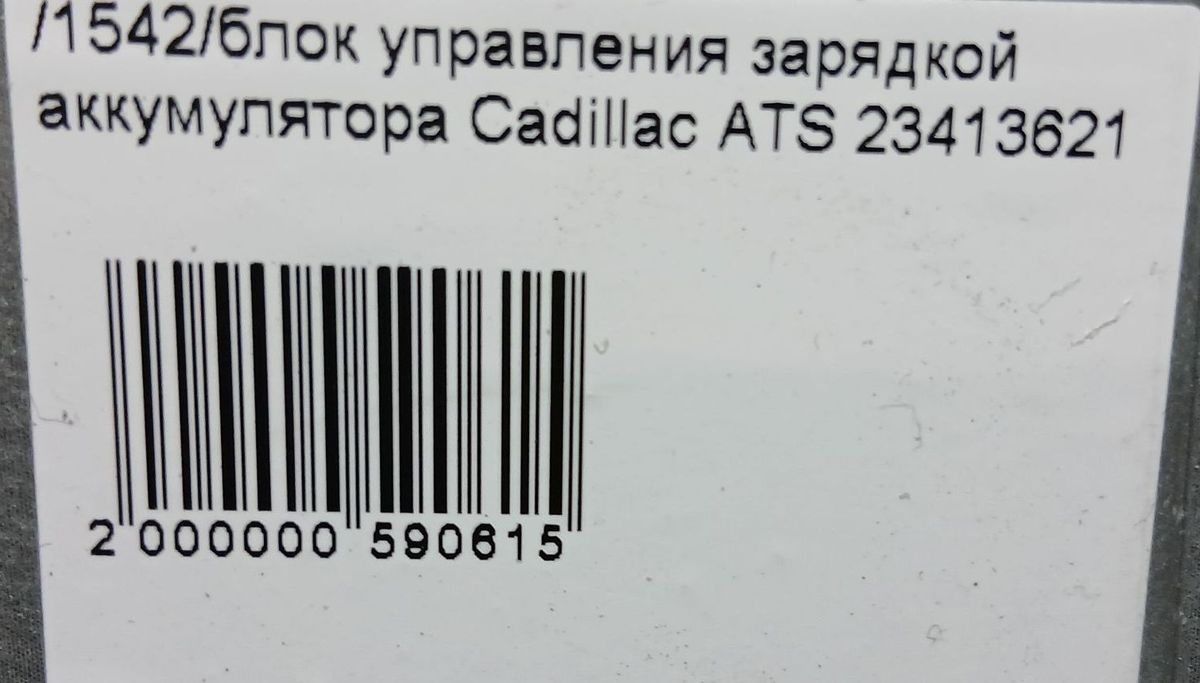 /1542/блок управления зарядкой
аккумулятора Cadillac ATS 23413621
2 000000 590615